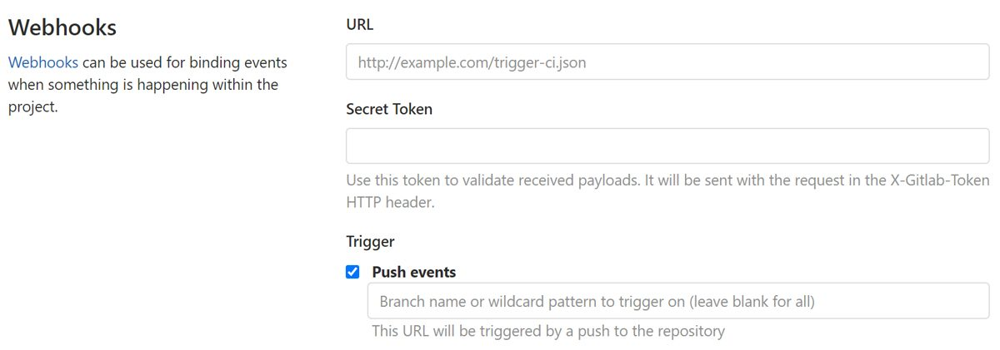 Webhooks
Webhooks can be used for binding events
when something is happening within the
project.
URL
http://example.com/trigger-ci.json
Secret Token
Use this token to validate received payloads. It will be sent with the request in the X-Gitlab-Token
HTTP header.
Trigger
Push events
Branch name or wildcard pattern to trigger on (leave blank for all)
This URL will be triggered by a push to the repository